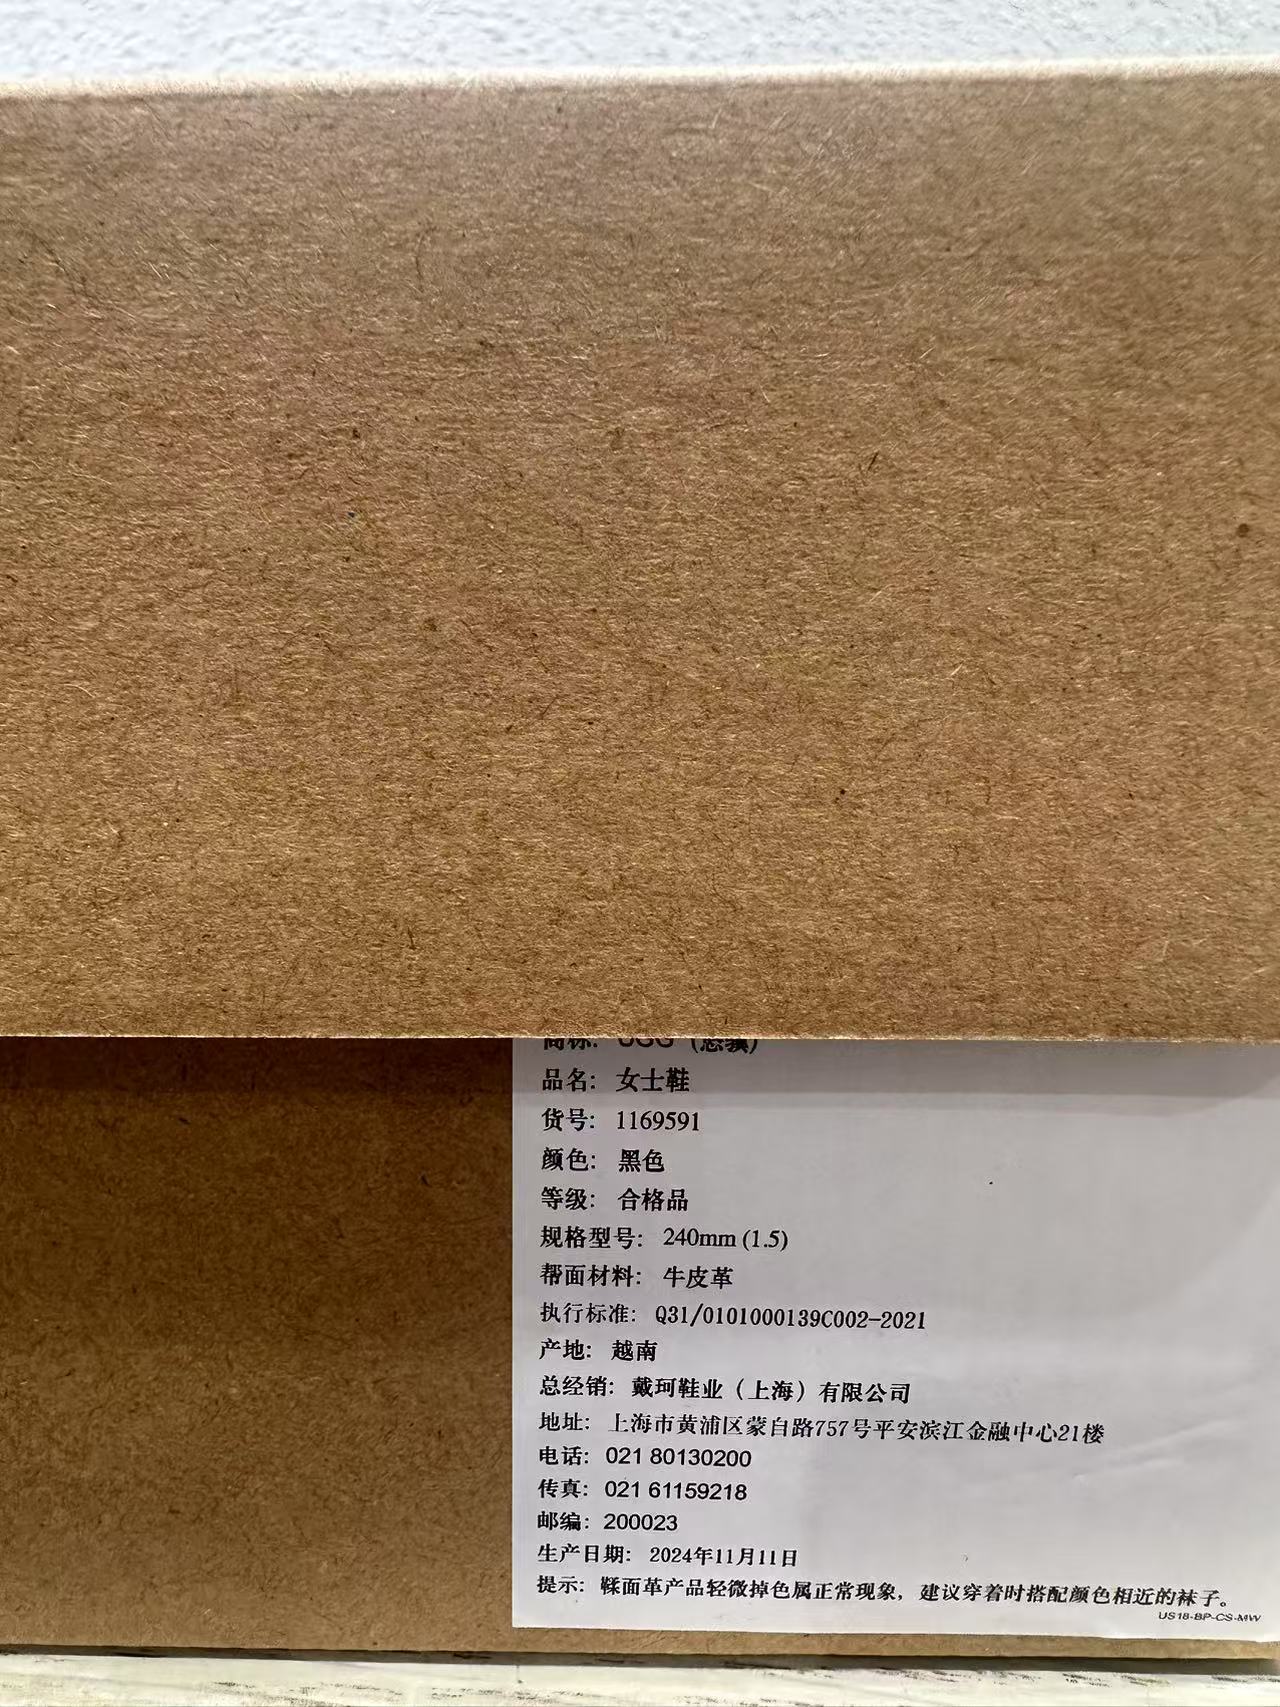 商标： UGG (思骥)
品名： 女士鞋
货号： 1169591
颜色： 黑色
等级： 合格品
规格型号： 240mm (1.5)
帮面材料： 牛皮革
执行标准： Q31/0101000139C002-2021
产地： 越南
总经销： 戴珂鞋业（上海）有限公司
地址： 上海市黄浦区蒙自路757号平安滨江金融中心21楼
电话： 021 80130200
传真： 021 61159218
邮编： 200023
生产日期： 2024年11月11日
提示： 鞣面革产品轻微掉色属正常现象，建议穿着时搭配颜色相近的袜子。
US18-BP-CS-MW